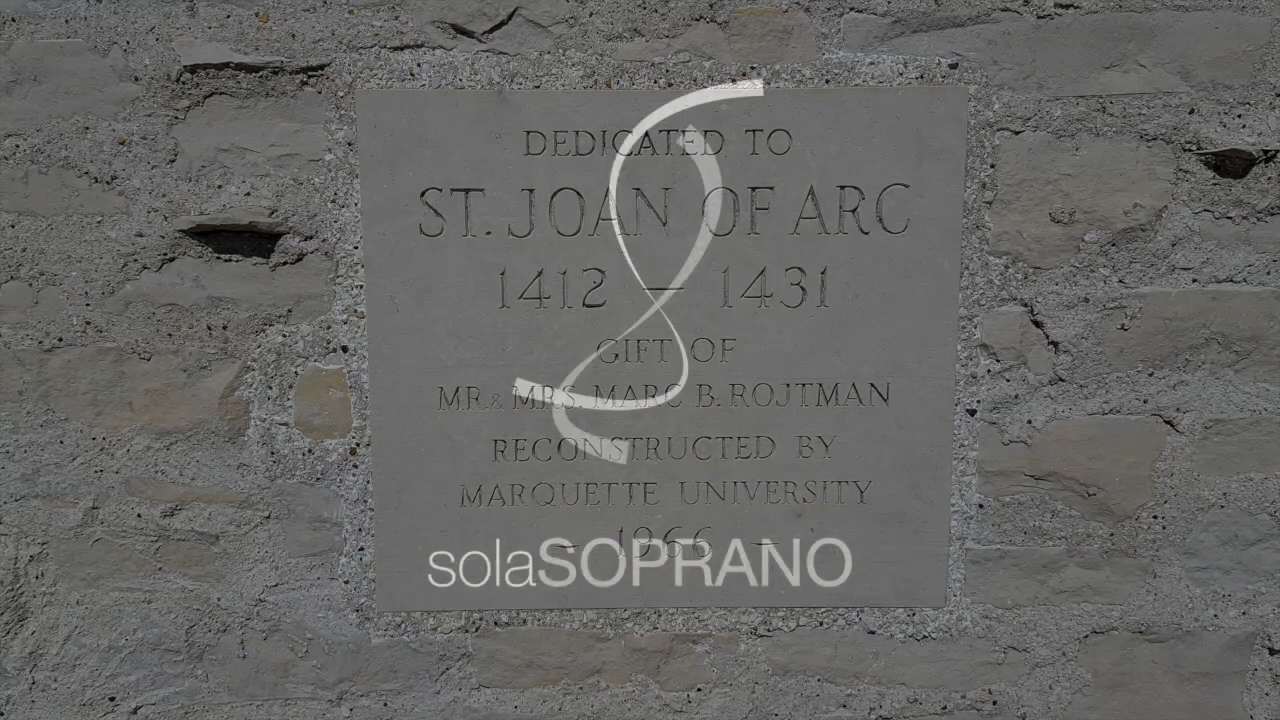 DEDICATED TO
ST. JOAN OF ARC
1412 — 1431
GIFT OF
MR. & MRS. MARC B. ROJTMAN
RECONSTRUCTED BY
MARQUETTE UNIVERSITY
– 1966 –
solaSOPRANO